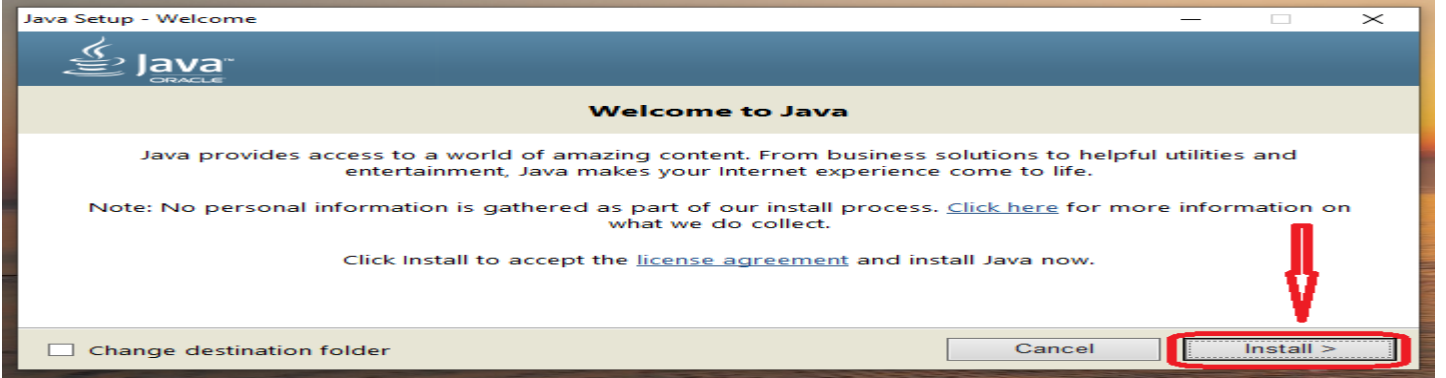 Java Setup - Welcome
Java™
ORACLE
Welcome to Java
Java provides access to a world of amazing content. From business solutions to helpful utilities and
entertainment, Java makes your Internet experience come to life.
Note: No personal information is gathered as part of our install process. Click here for more information on
what we do collect.
Click Install to accept the license agreement and install Java now.
Change destination folder
Cancel
Install >